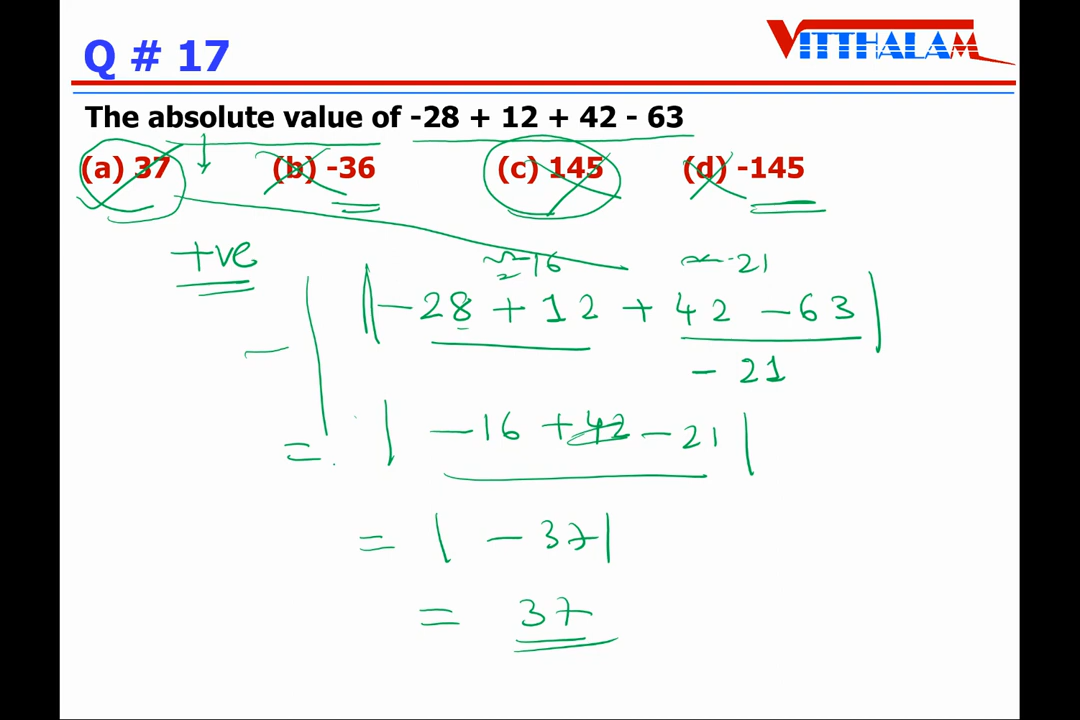 Q # 17
VITTHALAM
The absolute value of -28 + 12 + 42 - 63
(a) 37 (b) -36 (c) 145 (d) -145
+ve
-16 -21
|-28 + 12 + 42 - 63|
- 21
= | -16 + 42 - 21 |
= | - 37|
= 37